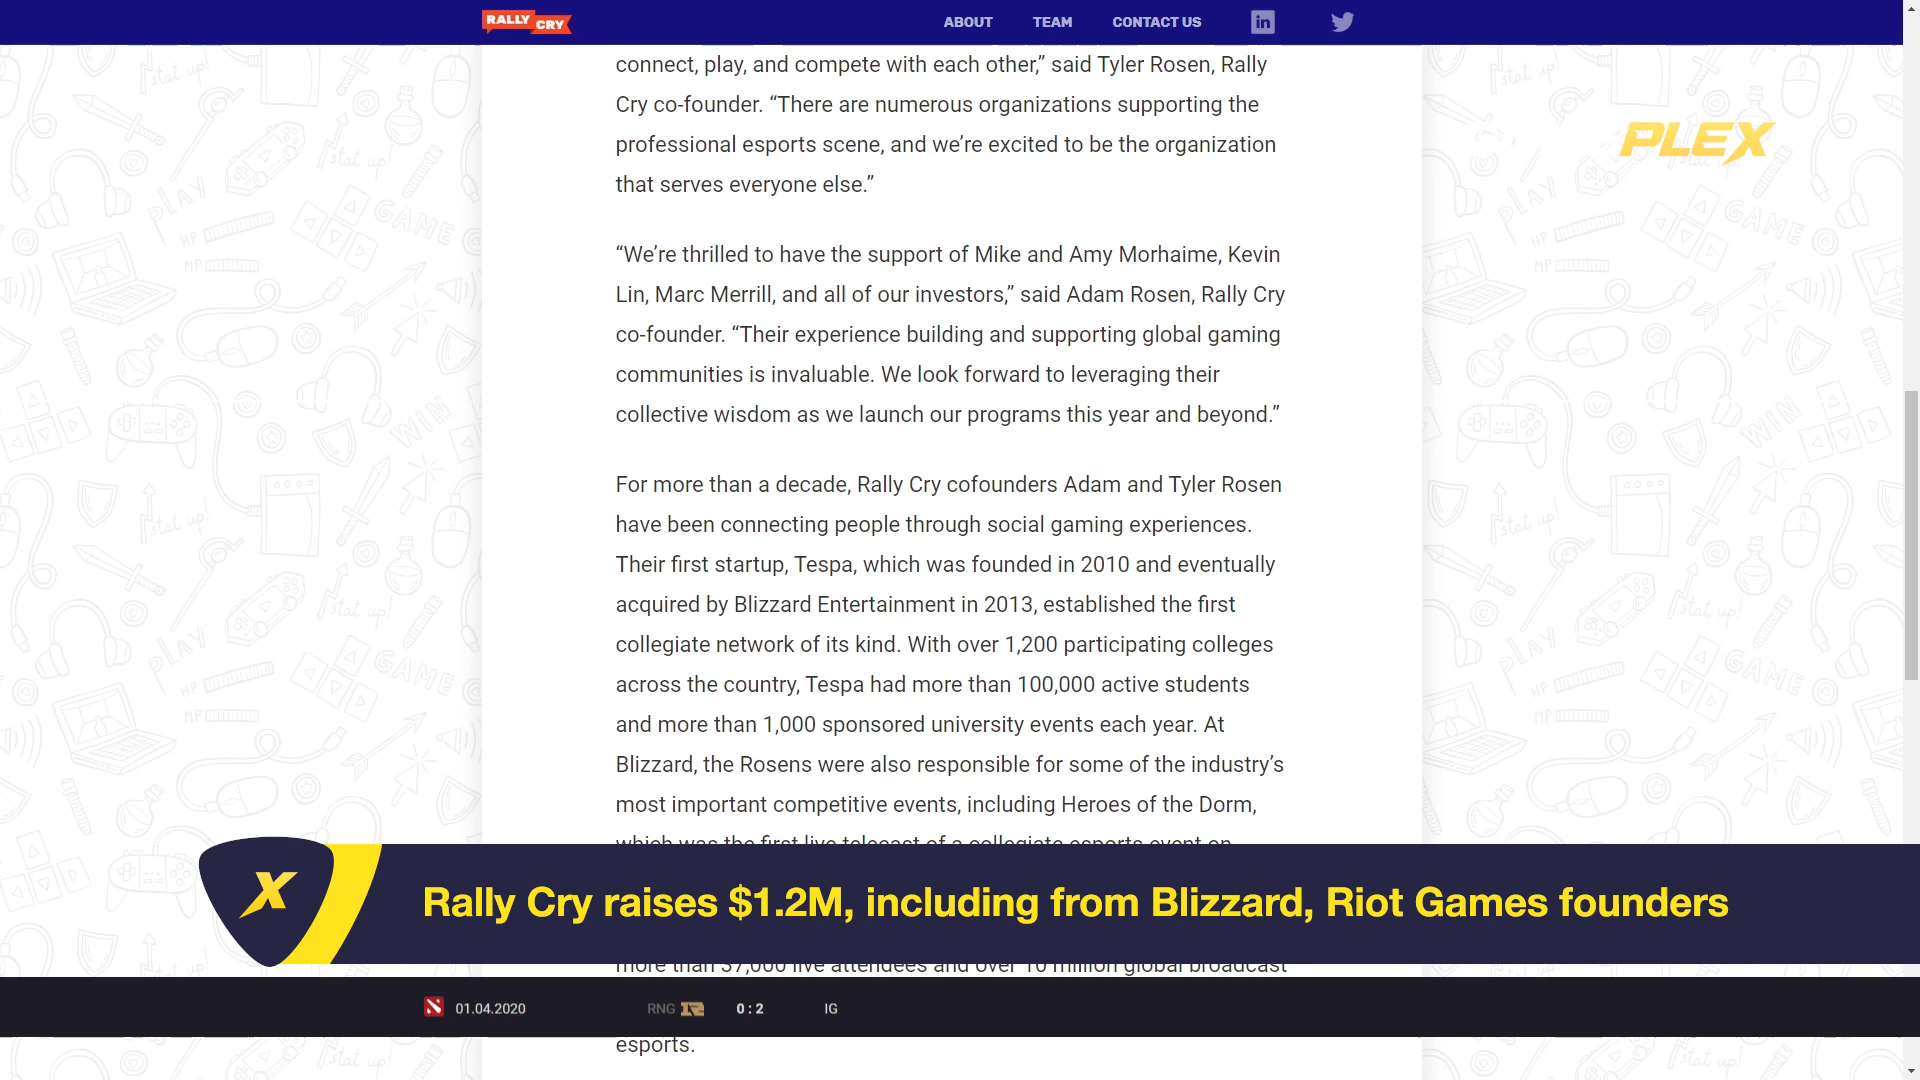 RALLY CRY
ABOUT TEAM CONTACT US
connect, play, and compete with each other,” said Tyler Rosen, Rally
Cry co-founder. “There are numerous organizations supporting the
professional esports scene, and we’re excited to be the organization
that serves everyone else.”
PLEX
“We’re thrilled to have the support of Mike and Amy Morhaime, Kevin
Lin, Marc Merrill, and all of our investors,” said Adam Rosen, Rally Cry
co-founder. “Their experience building and supporting global gaming
communities is invaluable. We look forward to leveraging their
collective wisdom as we launch our programs this year and beyond.”
For more than a decade, Rally Cry cofounders Adam and Tyler Rosen
have been connecting people through social gaming experiences.
Their first startup, Tespa, which was founded in 2010 and eventually
acquired by Blizzard Entertainment in 2013, established the first
collegiate network of its kind. With over 1,200 participating colleges
across the country, Tespa had more than 100,000 active students
and more than 1,000 sponsored university events each year. At
Blizzard, the Rosens were also responsible for some of the industry’s
most important competitive events, including Heroes of the Dorm,
which was the first live telecast of a collegiate esports event on
X
Rally Cry raises $1.2M, including from Blizzard, Riot Games founders
more than 37,000 live attendees and over 10 million global broadcast
01.04.2020 RNG 0 : 2 IG
esports.